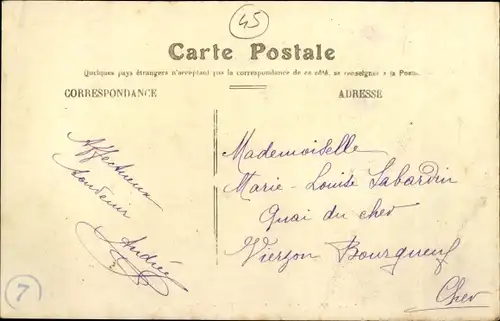 45
Carte Postale
Quelques pays étrangers n'acceptant pas la correspondance de ce côté, se renseigner à la Poste.
CORRESPONDANCE
ADRESSE
Affectueux
Souvenir
Andrée
Mademoiselle
Marie-Louise Sabardin
Quai du cher
Vierzon Bourgneuf
Cher
7